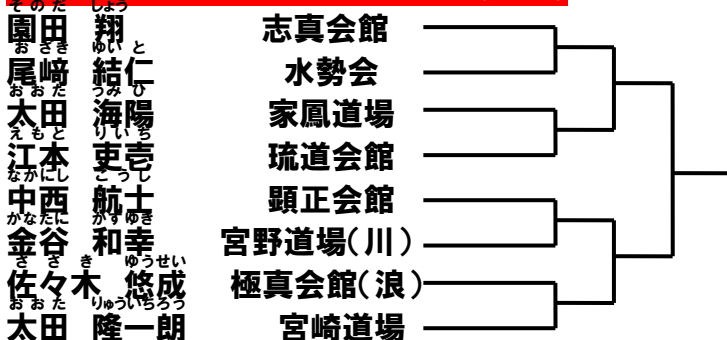 そのだ しょう
園田 翔 志真会館
おざき ゆいと
尾﨑 結仁 水勢会
おおた うみひ
太田 海陽 家鳳道場
えもと りいち
江本 吏壱 琉道会館
なかにし こうし
中西 航士 顕正会館
かなたに かずゆき
金谷 和幸 宮野道場(川)
ささき ゆうせい
佐々木 悠成 極真会館(浪)
おおた りゅういちろう
太田 隆一朗 宮崎道場